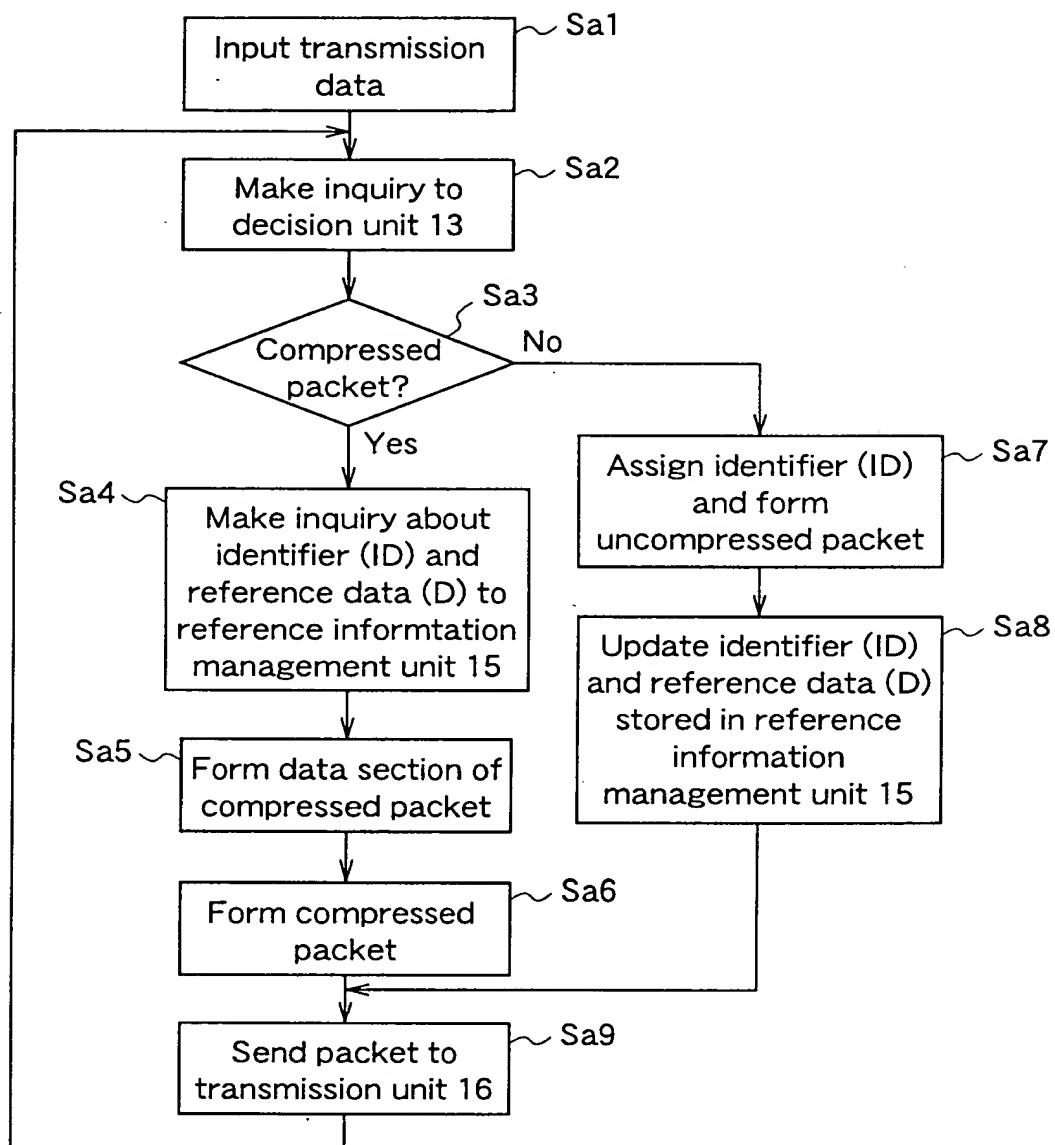 Sa1
Input transmission
data
Sa2
Make inquiry to
decision unit 13
Sa3
Compressed
packet?
No
Yes
Sa4
Make inquiry about
identifier (ID) and
reference data (D) to
reference informtation
management unit 15
Sa5
Form data section of
compressed packet
Sa6
Form compressed
packet
Sa7
Assign identifier (ID)
and form
uncompressed packet
Sa8
Update identifier (ID)
and reference data (D)
stored in reference
information
management unit 15
Sa9
Send packet to
transmission unit 16